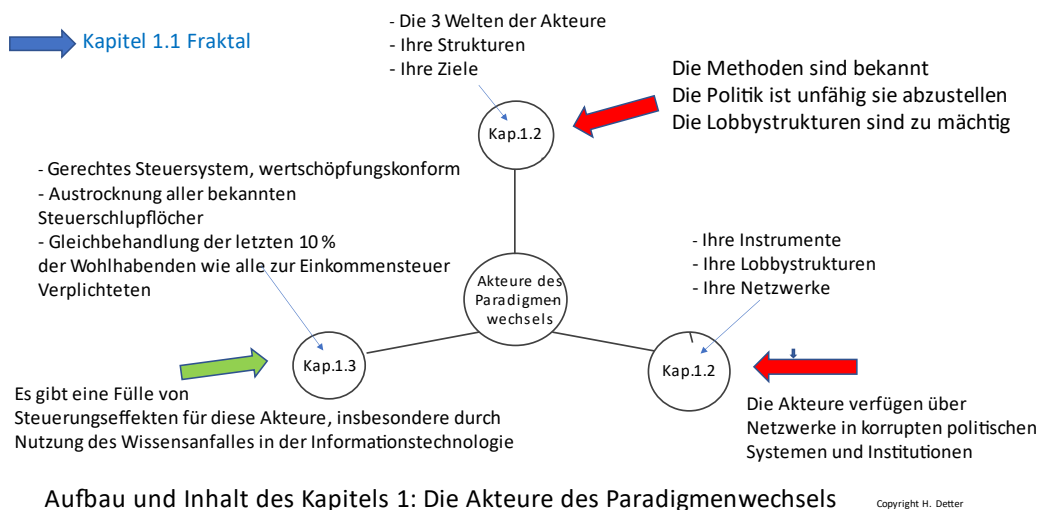 Kapitel 1.1 Fraktal
- Die 3 Welten der Akteure
- Ihre Strukturen
- Ihre Ziele
Die Methoden sind bekannt
Die Politik ist unfähig sie abzustellen
Die Lobbystrukturen sind zu mächtig
Kap.1.2
- Gerechtes Steuersystem, wertschöpfungskonform
- Austrocknung aller bekannten
Steuerschlupflöcher
- Gleichbehandlung der letzten 10 %
der Wohlhabenden wie alle zur Einkommensteuer
Verplichteten
- Ihre Instrumente
- Ihre Lobbystrukturen
- Ihre Netzwerke
Akteure des
Paradigmen-
wechsels
Kap.1.3
Kap.1.2
Es gibt eine Fülle von
Steuerungseffekten für diese Akteure, insbesondere durch
Nutzung des Wissensanfalles in der Informationstechnologie
Die Akteure verfügen über
Netzwerke in korrupten politischen
Systemen und Institutionen
Aufbau und Inhalt des Kapitels 1: Die Akteure des Paradigmenwechsels
Copyright H. Detter